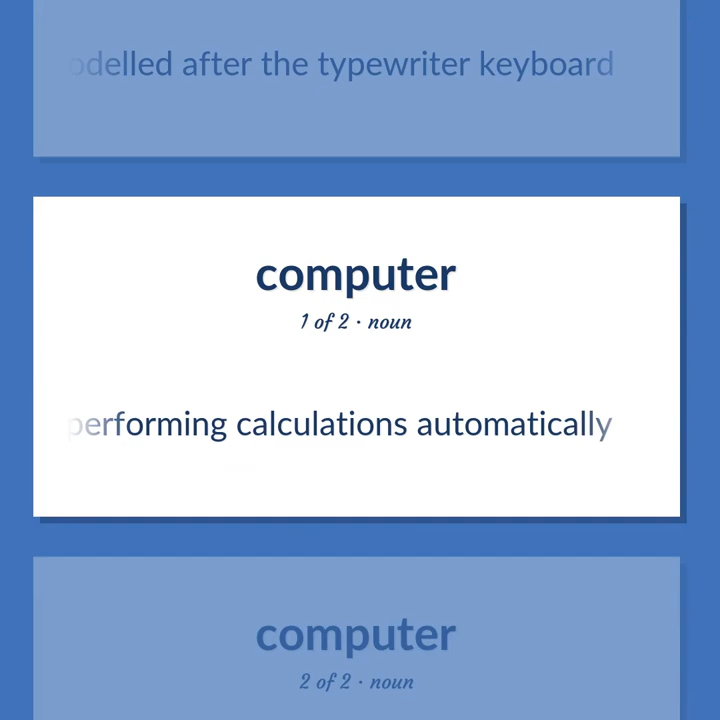 odelled after the typewriter keyboard
computer
1 of 2 · noun
performing calculations automatically
computer
2 of 2 · noun